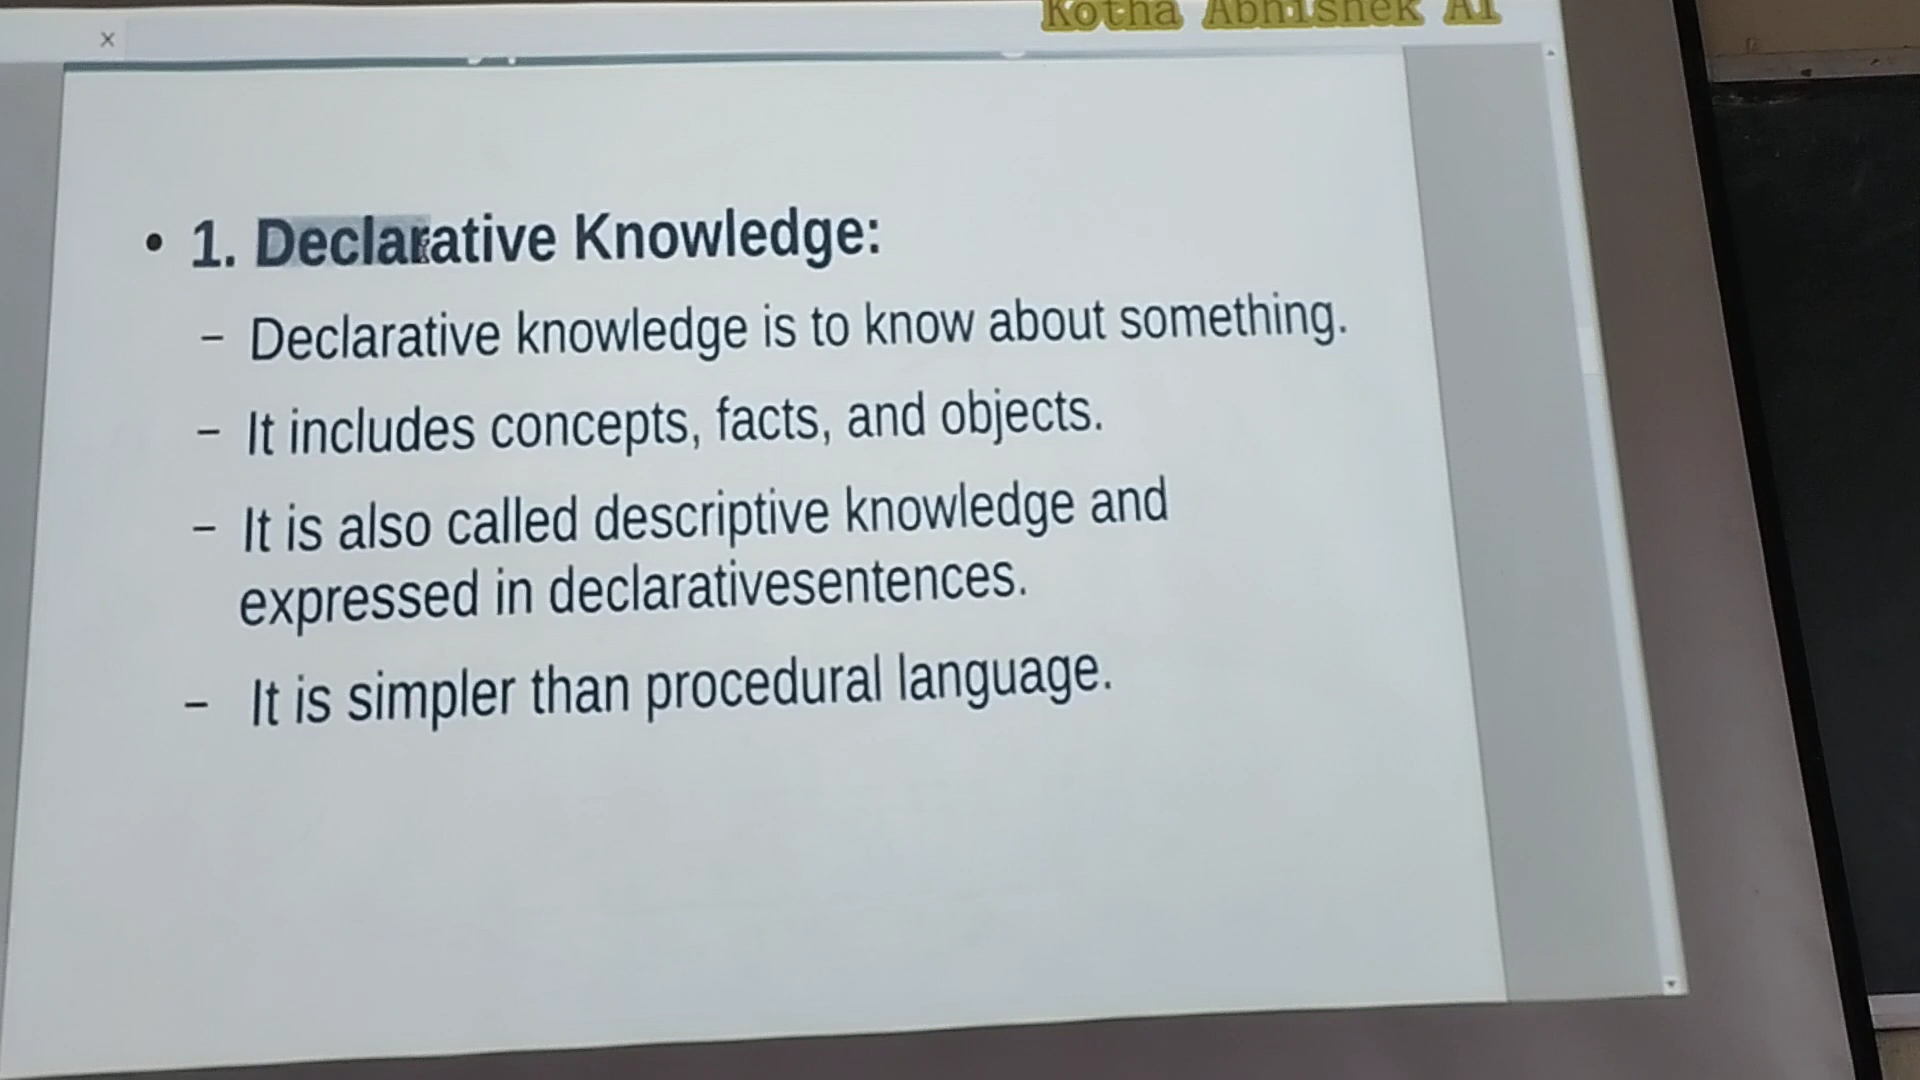 Kotha Abhishek AI
• 1. Declarative Knowledge:
– Declarative knowledge is to know about something.
– It includes concepts, facts, and objects.
– It is also called descriptive knowledge and
expressed in declarativesentences.
– It is simpler than procedural language.